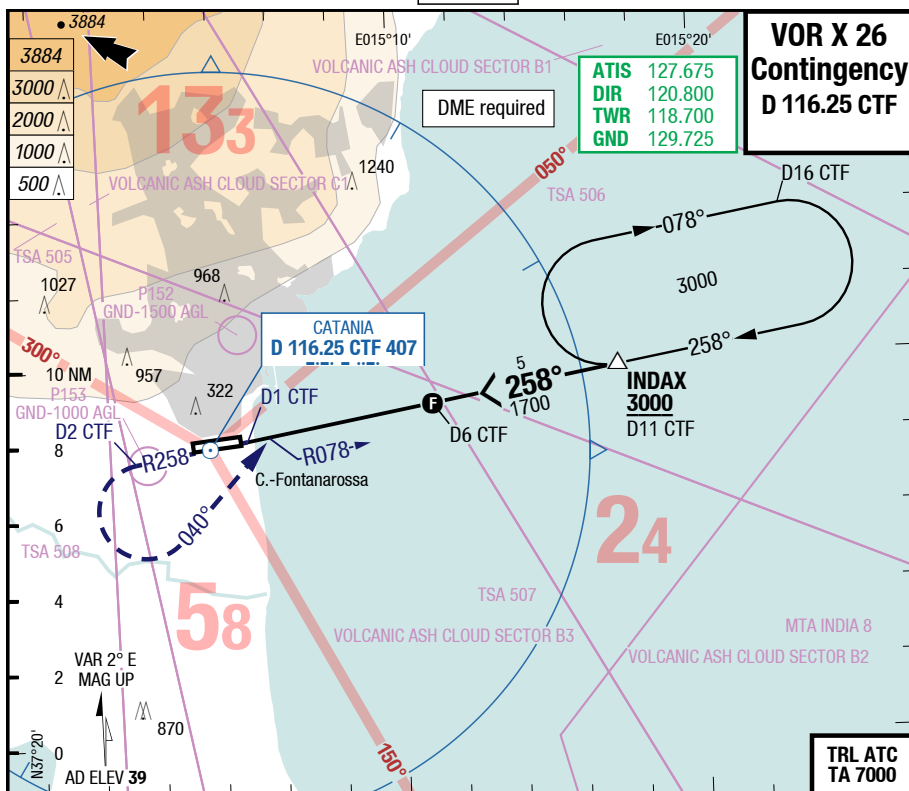 3884
3884
3000
2000
1000
500
13 3
E015°10'
E015°20'
VOLCANIC ASH CLOUD SECTOR B1
DME required
ATIS 127.675
DIR 120.800
TWR 118.700
GND 129.725
VOR X 26
Contingency
D 116.25 CTF
1240
VOLCANIC ASH CLOUD SECTOR C1
050°
TSA 506
D16 CTF
078°
TSA 505
1027
968
P152
GND-1500 AGL
3000
300°
CATANIA
D 116.25 CTF 407
258°
10 NM
957
322
D1 CTF
5
258°
1700
INDAX
3000
D11 CTF
P153
GND-1000 AGL
D2 CTF
F
D6 CTF
8
R258
R078
C.-Fontanarossa
040°
6
TSA 508
2 4
4
5 8
TSA 507
VOLCANIC ASH CLOUD SECTOR B3
MTA INDIA 8
VOLCANIC ASH CLOUD SECTOR B2
VAR 2° E
MAG UP
2
870
150°
N37°20'
0
AD ELEV 39
TRL ATC
TA 7000